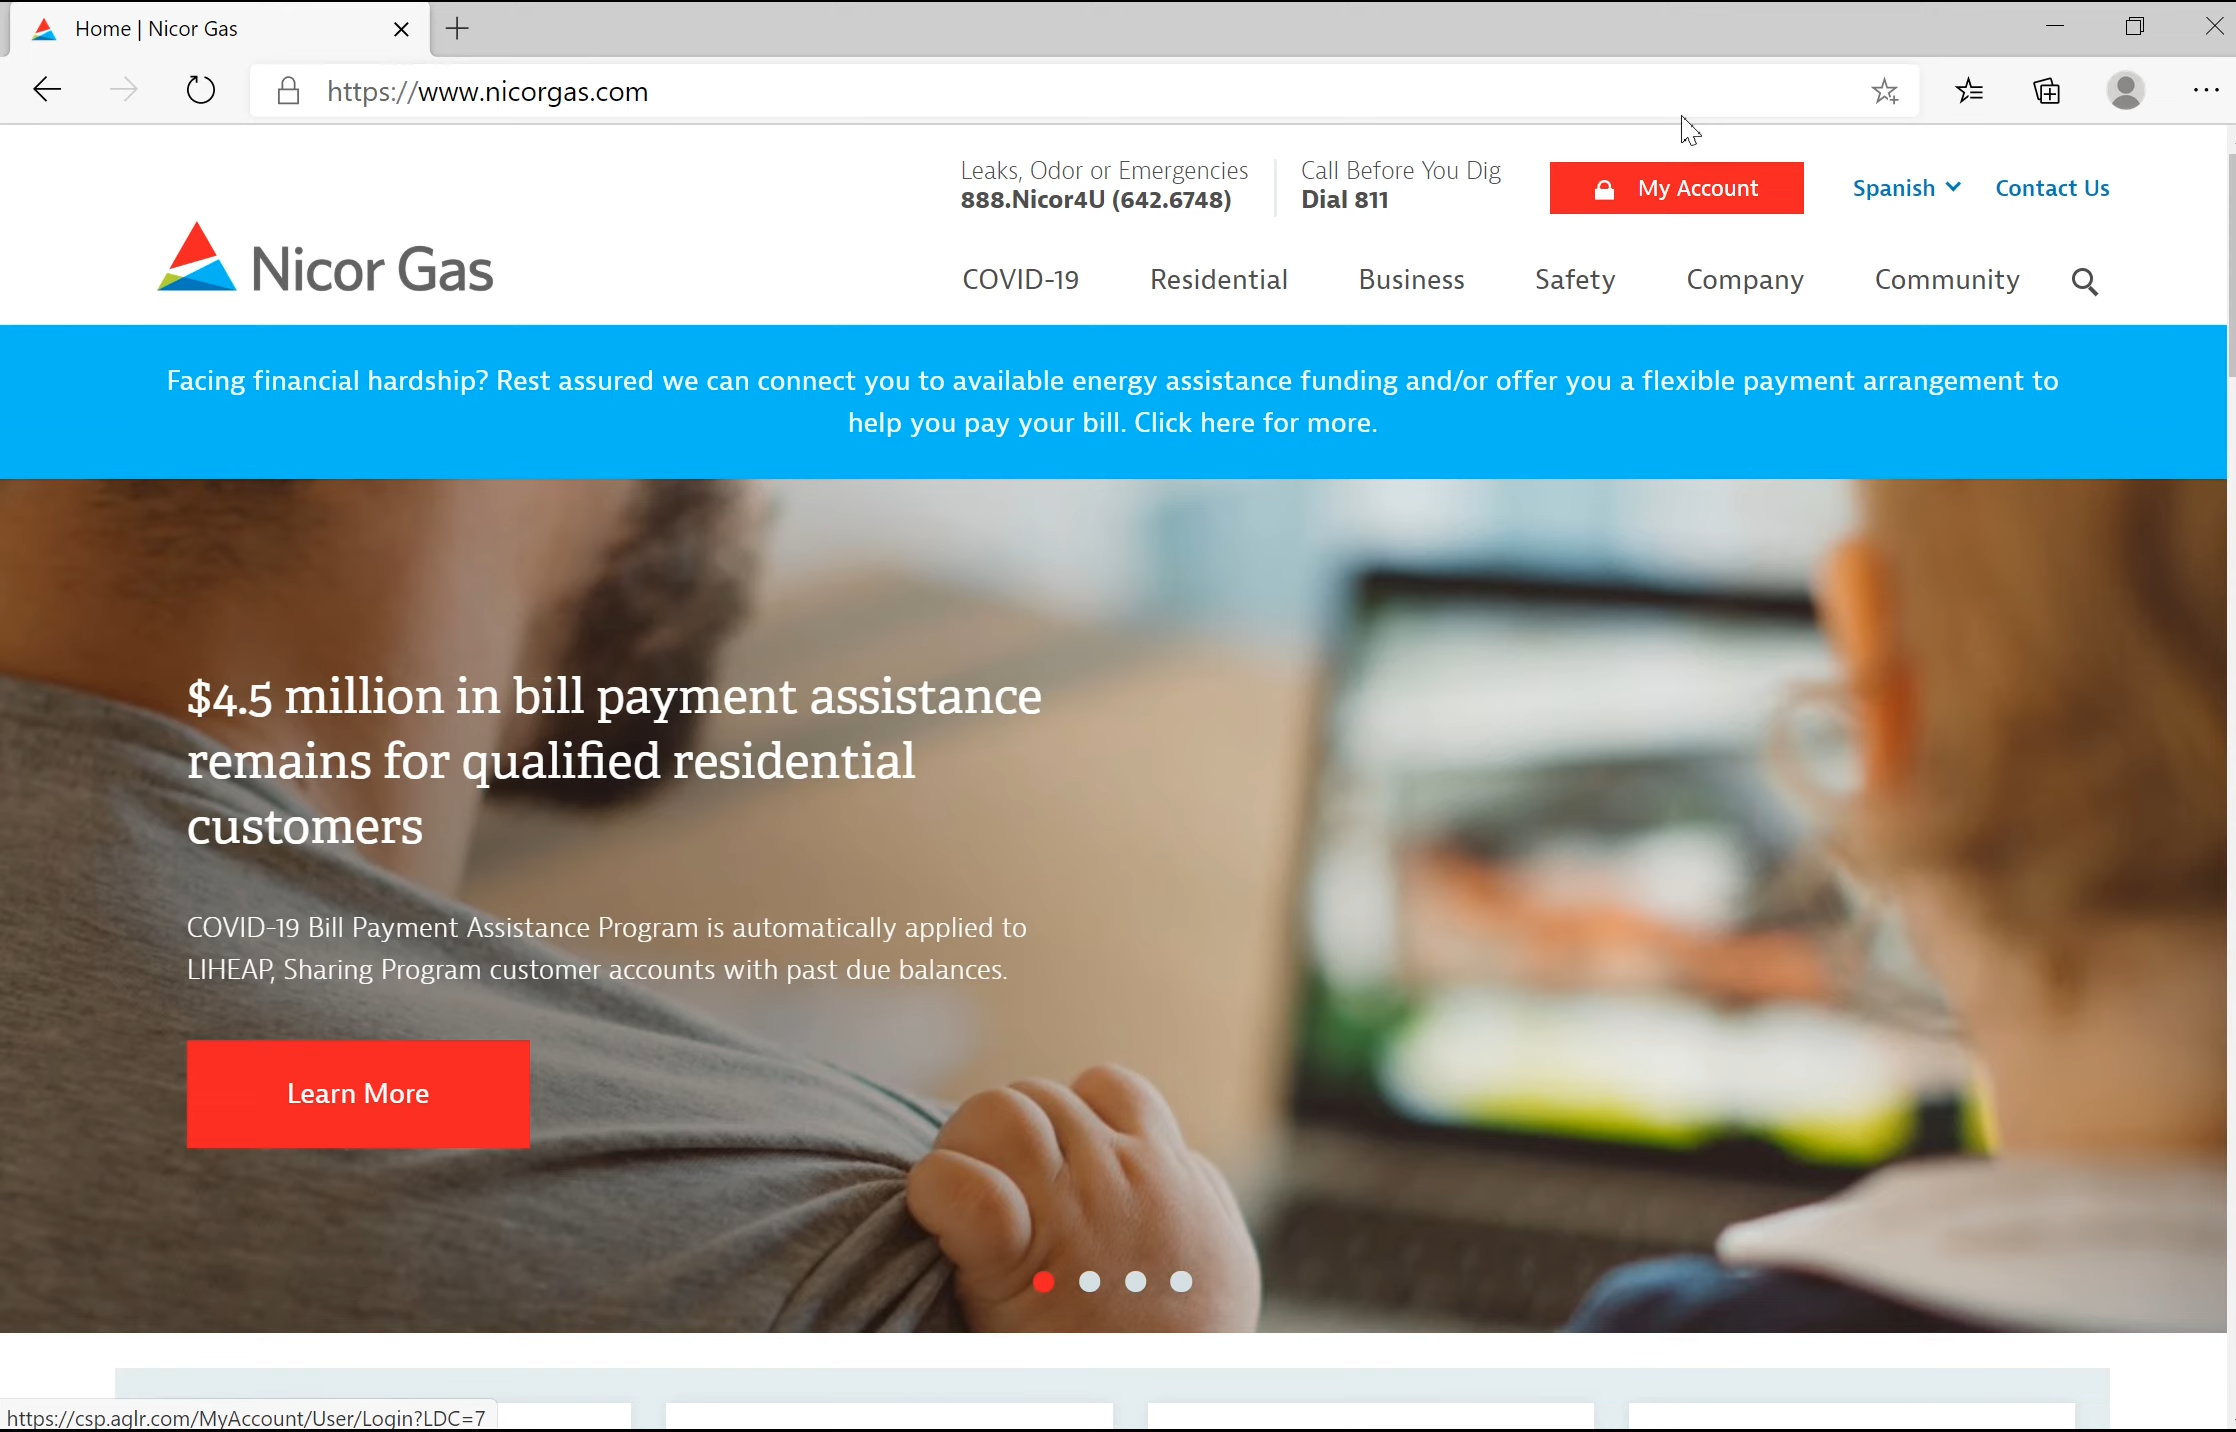 Home | Nicor Gas
https://www.nicorgas.com
Leaks, Odor or Emergencies
888.Nicor4U (642.6748)
Call Before You Dig
Dial 811
My Account
Spanish
Contact Us
Nicor Gas
COVID-19
Residential
Business
Safety
Company
Community
Facing financial hardship? Rest assured we can connect you to available energy assistance funding and/or offer you a flexible payment arrangement to
help you pay your bill. Click here for more.
$4.5 million in bill payment assistance
remains for qualified residential
customers
COVID-19 Bill Payment Assistance Program is automatically applied to
LIHEAP, Sharing Program customer accounts with past due balances.
Learn More
https://csp.aglr.com/MyAccount/User/Login?LDC=7